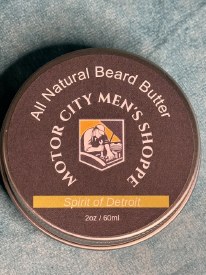 All Natural Beard Butter
MOTOR CITY MEN'S SHOPPE
Spirit of Detroit
2oz / 60ml